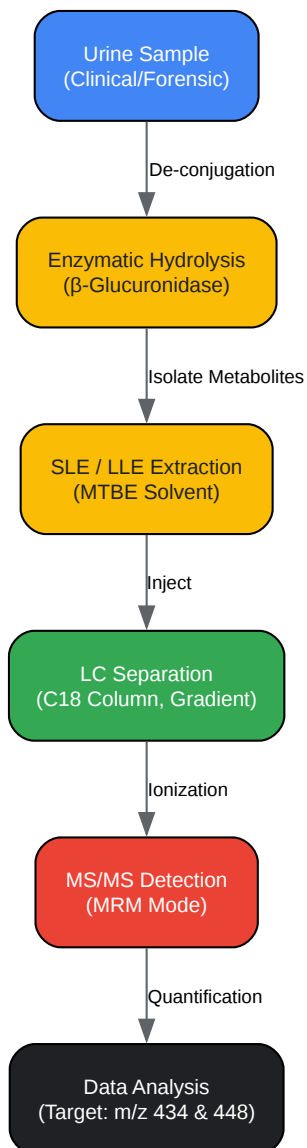 Urine Sample
(Clinical/Forensic)
De-conjugation
Enzymatic Hydrolysis
(β-Glucuronidase)
Isolate Metabolites
SLE / LLE Extraction
(MTBE Solvent)
Inject
LC Separation
(C18 Column, Gradient)
Ionization
MS/MS Detection
(MRM Mode)
Quantification
Data Analysis
(Target: m/z 434 & 448)